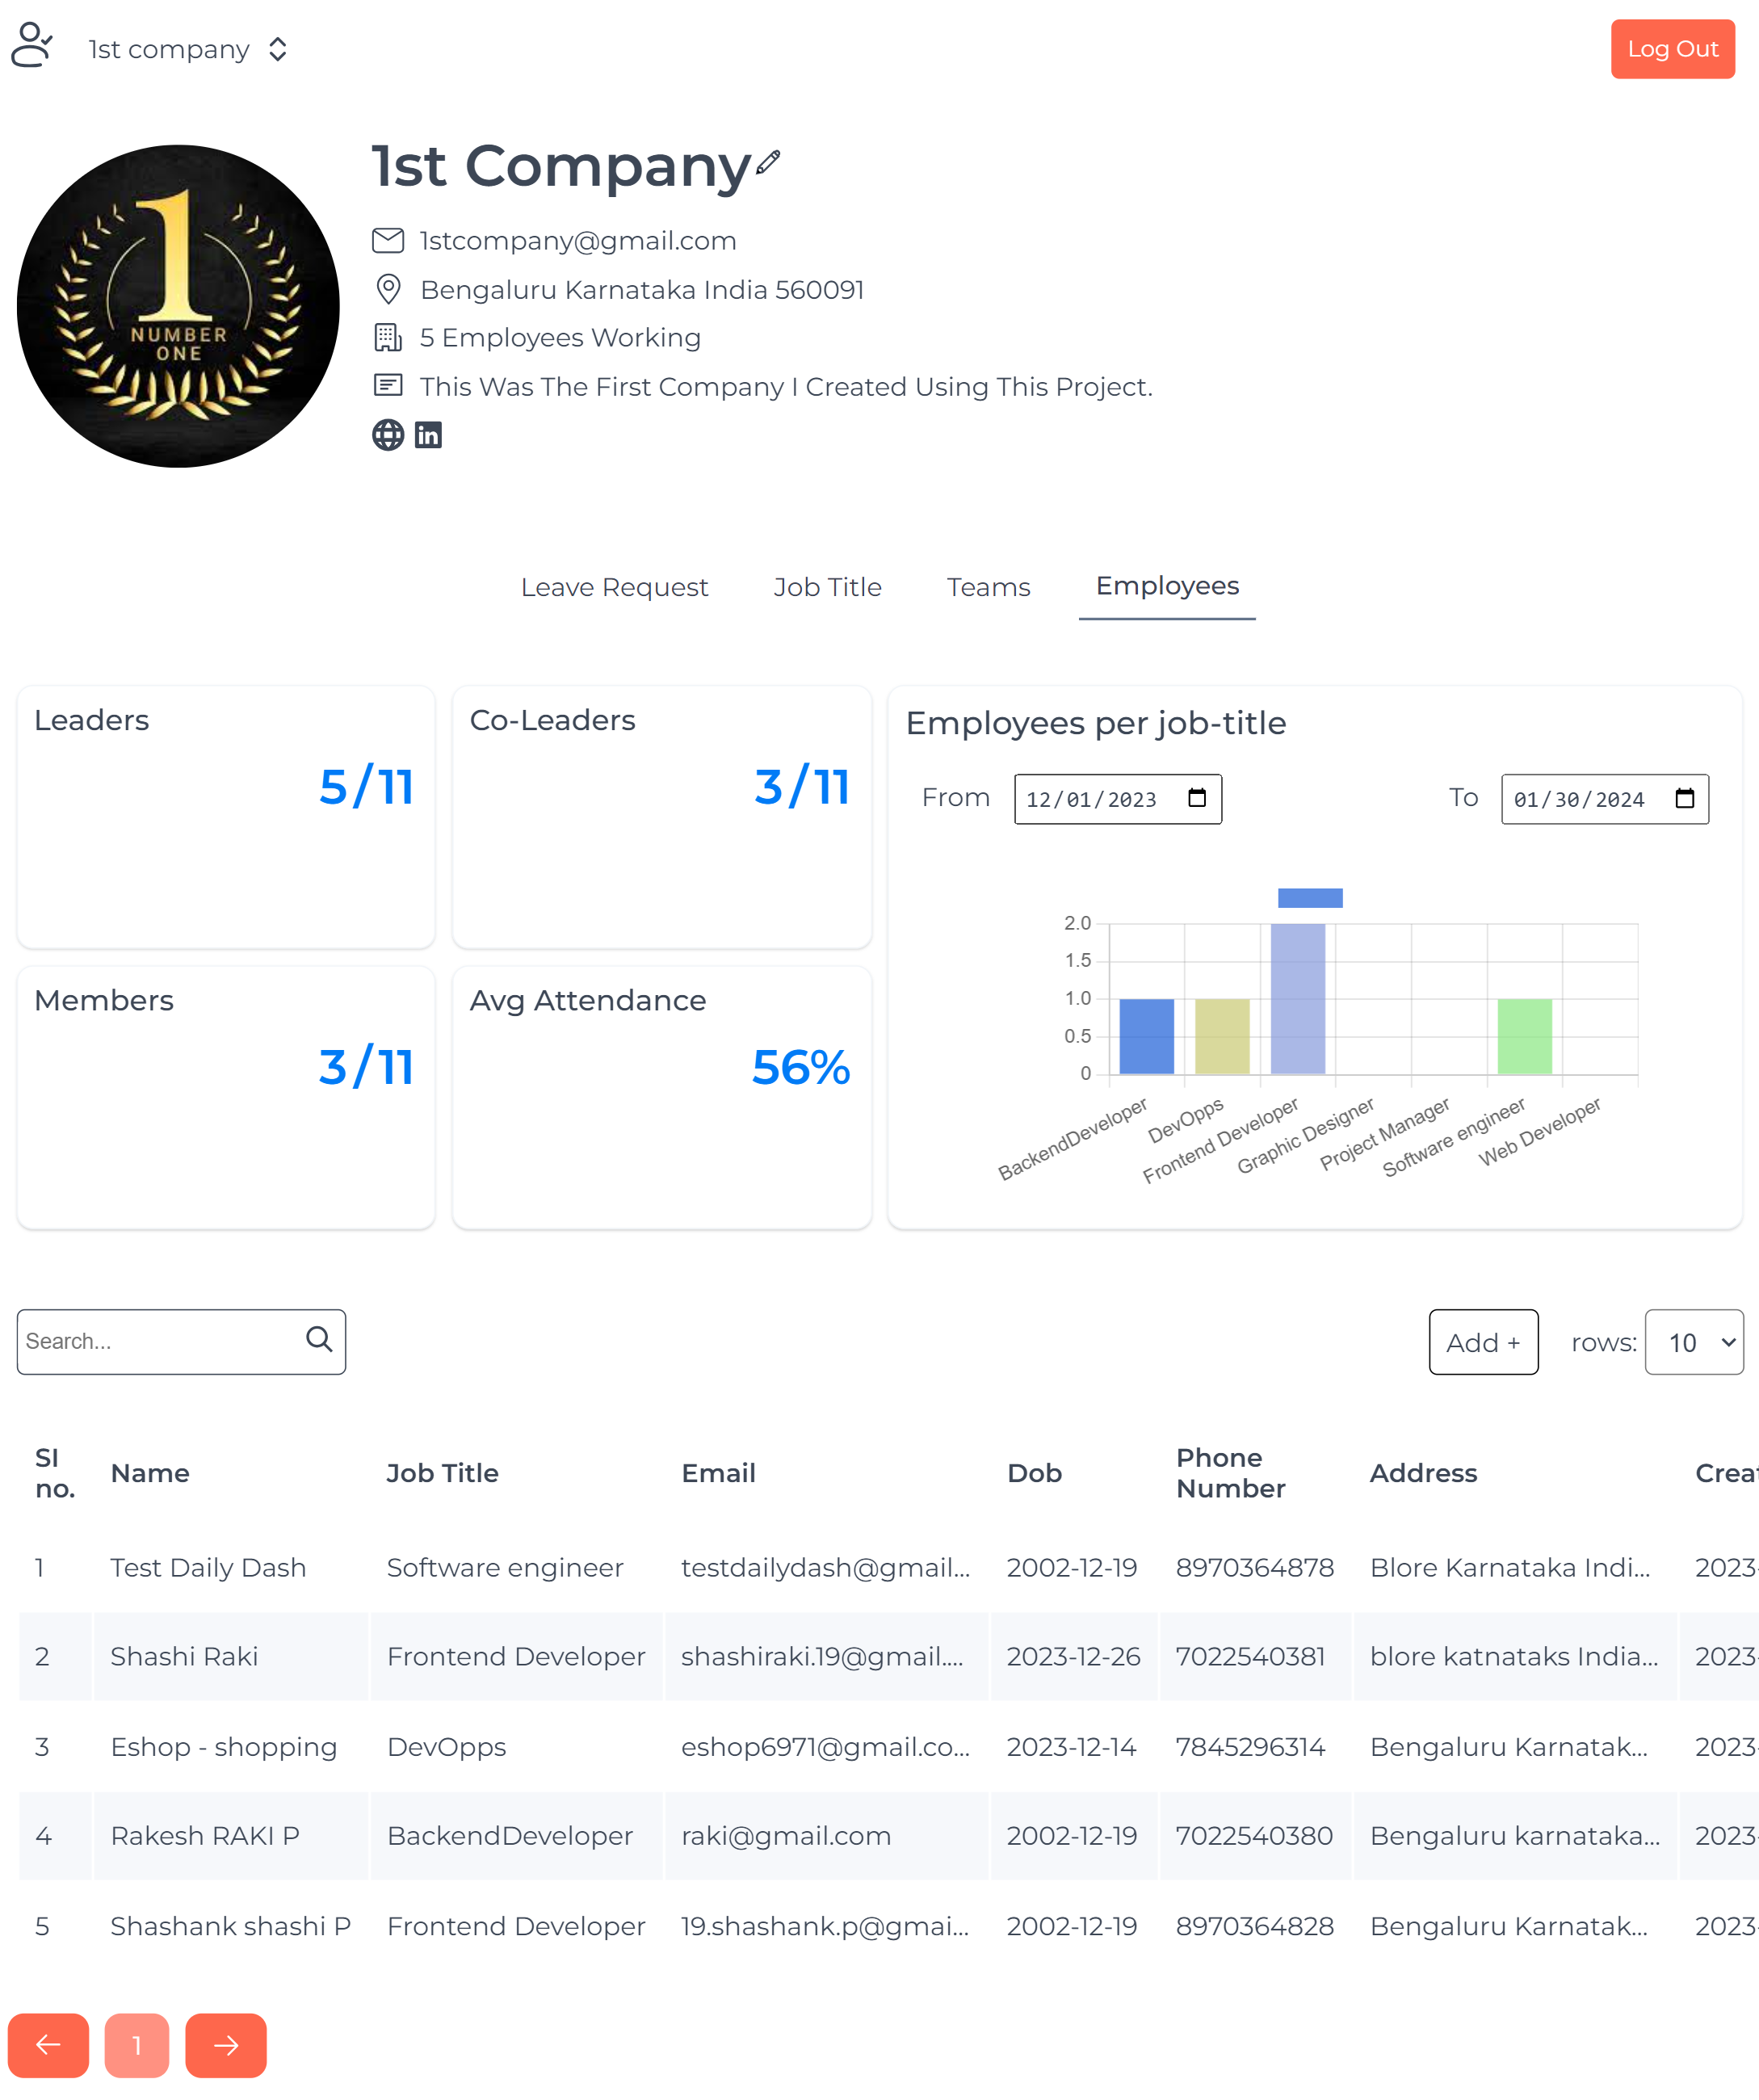 1st company
Log Out
1
NUMBER
ONE
1st Company
1stcompany@gmail.com
Bengaluru Karnataka India 560091
5 Employees Working
This Was The First Company I Created Using This Project.
in
Leave Request Job Title Teams Employees
Leaders
5/11
Co-Leaders
3/11
Members
3/11
Avg Attendance
56%
Employees per job-title
From 12/01/2023 To 01/30/2024
2.0
1.5
1.0
0.5
0
BackendDeveloper
DevOpps
Frontend Developer
Graphic Designer
Project Manager
Software engineer
Web Developer
Search...
Add + rows: 10
Sl no. Name Job Title Email Dob Phone Number Address Creat
1 Test Daily Dash Software engineer testdailydash@gmail... 2002-12-19 8970364878 Blore Karnataka Indi... 2023-
2 Shashi Raki Frontend Developer shashiraki.19@gmail.... 2023-12-26 7022540381 blore katnataks India... 2023-
3 Eshop - shopping DevOpps eshop6971@gmail.co... 2023-12-14 7845296314 Bengaluru Karnatak... 2023-
4 Rakesh RAKI P BackendDeveloper raki@gmail.com 2002-12-19 7022540380 Bengaluru karnataka... 2023-
5 Shashank shashi P Frontend Developer 19.shashank.p@gmai... 2002-12-19 8970364828 Bengaluru Karnatak... 2023-
1